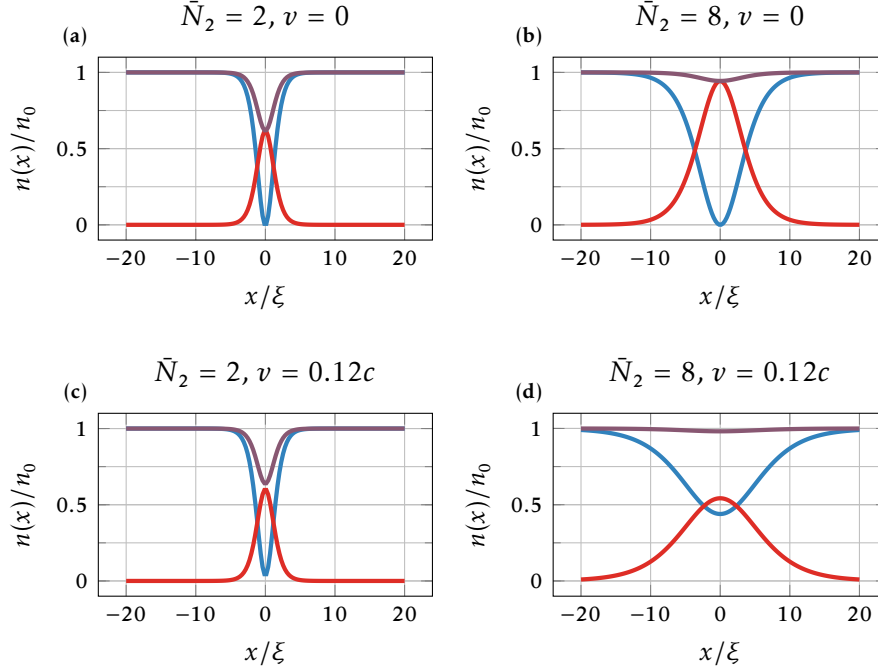 N̄₂ = 2, v = 0
(a)
1
0.5
0
n(x)/n₀
−20 −10 0 10 20
x/ξ
N̄₂ = 8, v = 0
(b)
1
0.5
0
n(x)/n₀
−20 −10 0 10 20
x/ξ
N̄₂ = 2, v = 0.12c
(c)
1
0.5
0
n(x)/n₀
−20 −10 0 10 20
x/ξ
N̄₂ = 8, v = 0.12c
(d)
1
0.5
0
n(x)/n₀
−20 −10 0 10 20
x/ξ